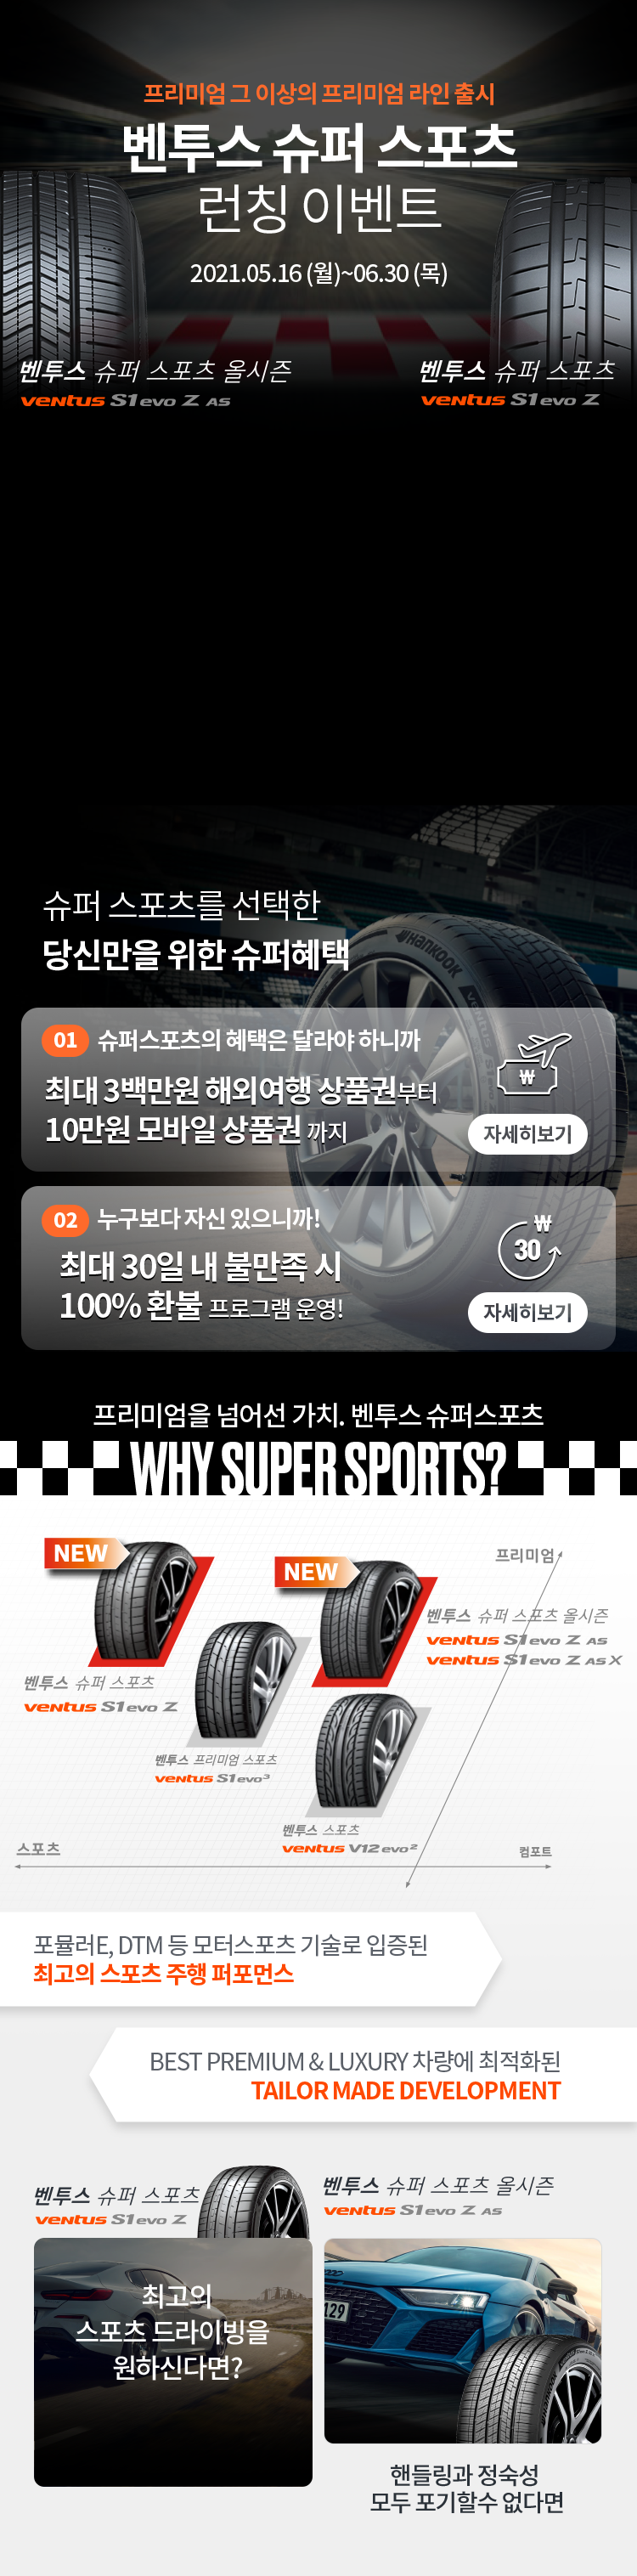 프리미엄 그 이상의 프리미엄 라인 출시
벤투스 슈퍼 스포츠
런칭 이벤트
2021.05.16 (월)~06.30 (목)
벤투스 슈퍼 스포츠 올시즌
ventus S1 evo Z AS
벤투스 슈퍼 스포츠
ventus S1 evo Z
슈퍼 스포츠를 선택한
당신만을 위한 슈퍼혜택
HANKOOK
01 슈퍼스포츠의 혜택은 달라야 하니까
최대 3백만원 해외여행 상품권부터
10만원 모바일 상품권 까지
₩
자세히보기
02 누구보다 자신 있으니까!
최대 30일 내 불만족 시
100% 환불 프로그램 운영!
₩
30
자세히보기
프리미엄을 넘어선 가치. 벤투스 슈퍼스포츠
WHY SUPER SPORTS?
NEW
NEW
프리미엄
벤투스 슈퍼 스포츠 올시즌
ventus S1 evo Z AS
ventus S1 evo Z AS X
벤투스 슈퍼 스포츠
ventus S1 evo Z
벤투스 프리미엄 스포츠
ventus S1 evo³
벤투스 스포츠
ventus V12 evo²
스포츠
컴포트
포뮬러E, DTM 등 모터스포츠 기술로 입증된
최고의 스포츠 주행 퍼포먼스
BEST PREMIUM & LUXURY 차량에 최적화된
TAILOR MADE DEVELOPMENT
벤투스 슈퍼 스포츠
ventus S1 evo Z
벤투스 슈퍼 스포츠 올시즌
ventus S1 evo Z AS
최고의
스포츠 드라이빙을
원하신다면?
129
핸들링과 정숙성
모두 포기할수 없다면